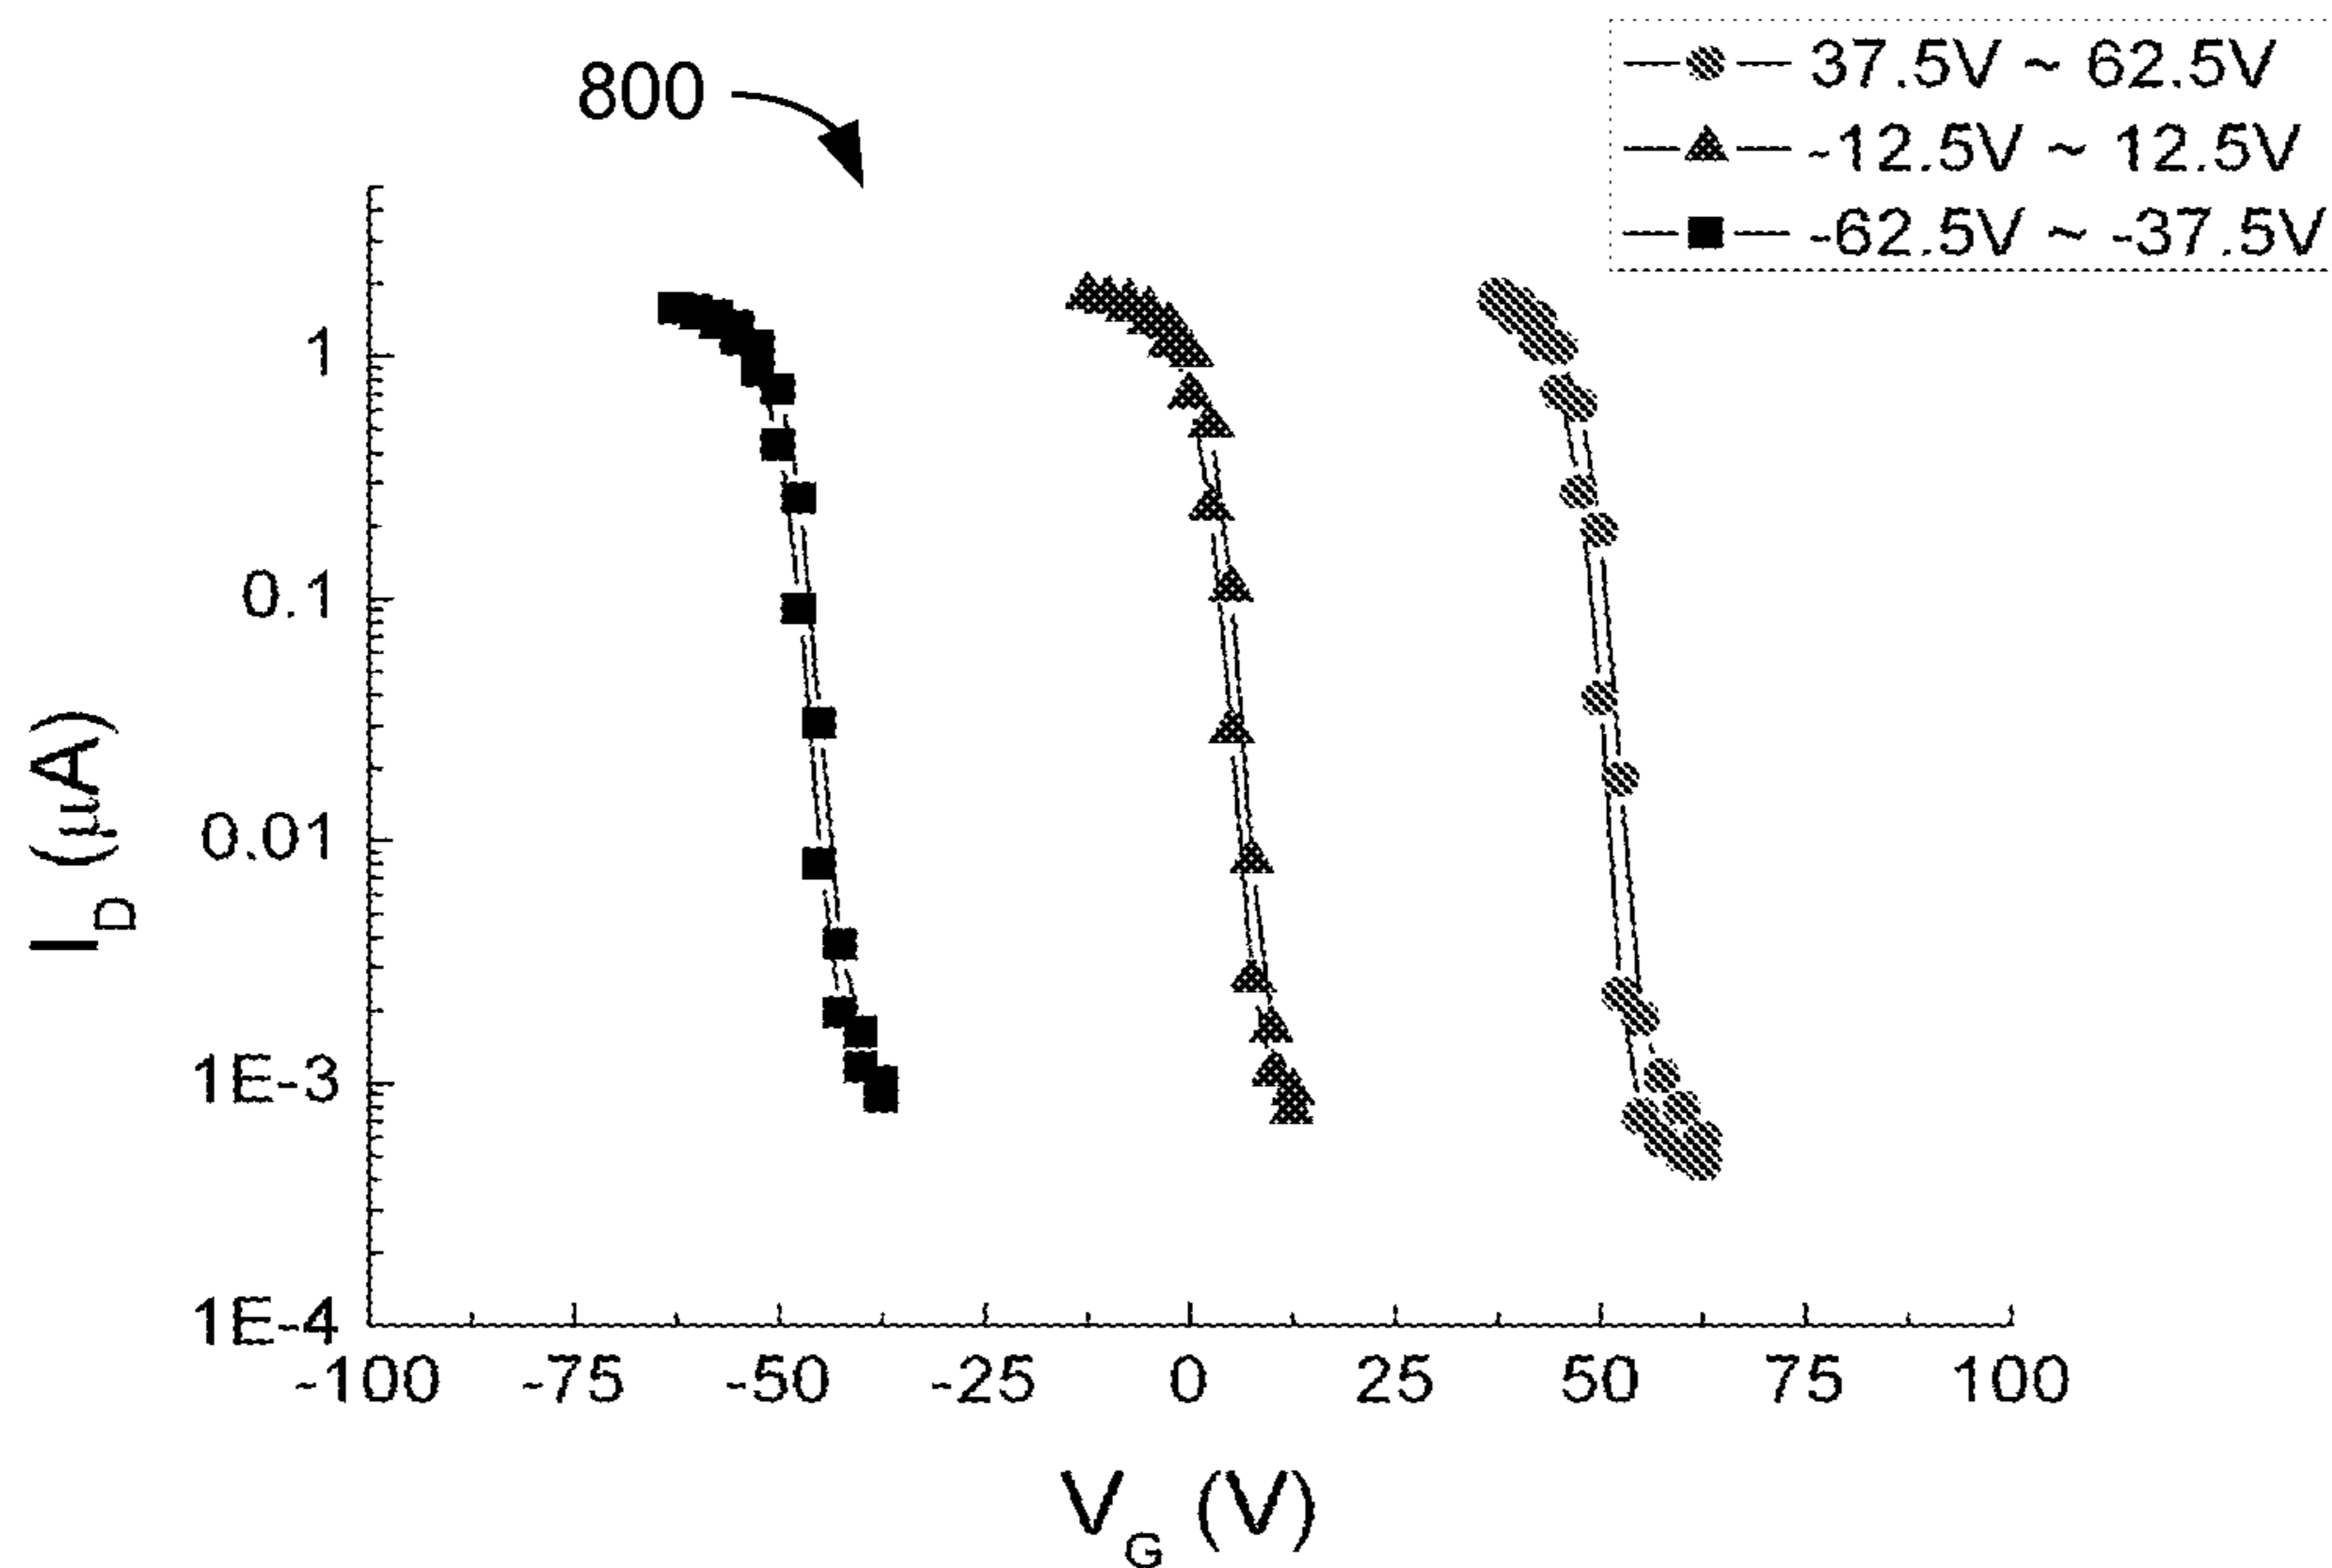 800
37.5V ~ 62.5V
-12.5V ~ 12.5V
-62.5V ~ -37.5V
1
0.1
0.01
1E-3
1E-4
I_D (µA)
-100 -75 -50 -25 0 25 50 75 100
V_G (V)